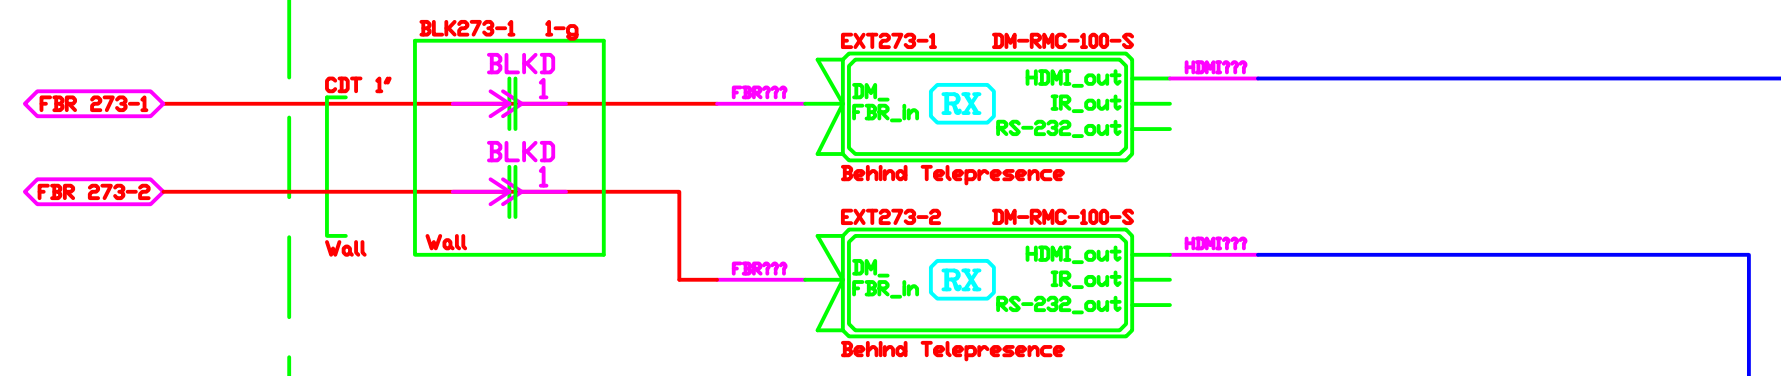 BLK273-1 1-g
EXT273-1 DM-RMC-100-S
BLKD
1
CDT 1"
FBR 273-1
FBR???
DM_
FBR_in
RX
HDMI_out
IR_out
RS-232_out
HDMI???
Behind Telepresence
BLKD
1
FBR 273-2
Wall
Wall
EXT273-2 DM-RMC-100-S
FBR???
DM_
FBR_in
RX
HDMI_out
IR_out
RS-232_out
HDMI???
Behind Telepresence